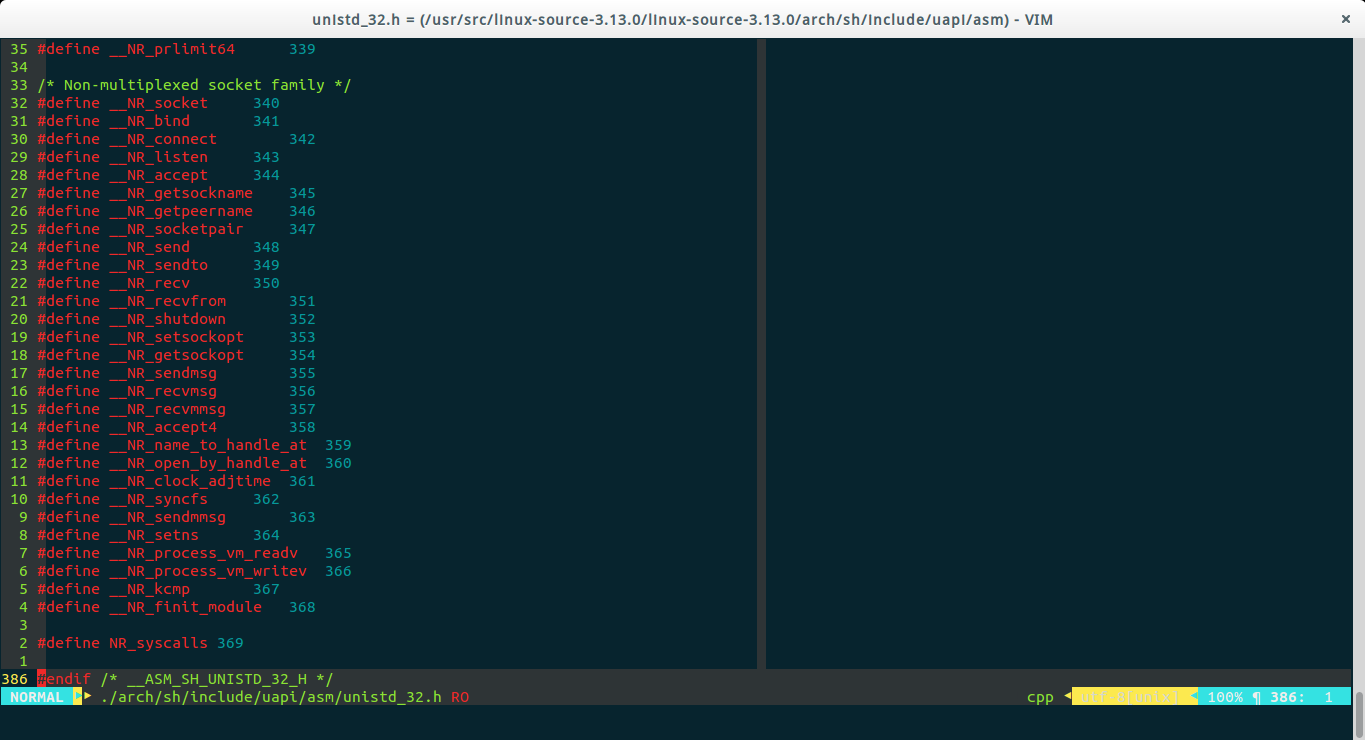 unistd_32.h = (/usr/src/linux-source-3.13.0/linux-source-3.13.0/arch/sh/include/uapi/asm) - VIM ×
35 #define __NR_prlimit64 339
34
33 /* Non-multiplexed socket family */
32 #define __NR_socket 340
31 #define __NR_bind 341
30 #define __NR_connect 342
29 #define __NR_listen 343
28 #define __NR_accept 344
27 #define __NR_getsockname 345
26 #define __NR_getpeername 346
25 #define __NR_socketpair 347
24 #define __NR_send 348
23 #define __NR_sendto 349
22 #define __NR_recv 350
21 #define __NR_recvfrom 351
20 #define __NR_shutdown 352
19 #define __NR_setsockopt 353
18 #define __NR_getsockopt 354
17 #define __NR_sendmsg 355
16 #define __NR_recvmsg 356
15 #define __NR_recvmmsg 357
14 #define __NR_accept4 358
13 #define __NR_name_to_handle_at 359
12 #define __NR_open_by_handle_at 360
11 #define __NR_clock_adjtime 361
10 #define __NR_syncfs 362
9 #define __NR_sendmmsg 363
8 #define __NR_setns 364
7 #define __NR_process_vm_readv 365
6 #define __NR_process_vm_writev 366
5 #define __NR_kcmp 367
4 #define __NR_finit_module 368
3
2 #define NR_syscalls 369
1
386 #endif /* __ASM_SH_UNISTD_32_H */
NORMAL ./arch/sh/include/uapi/asm/unistd_32.h RO cpp utf-8[unix] 100% ¶ 386: 1